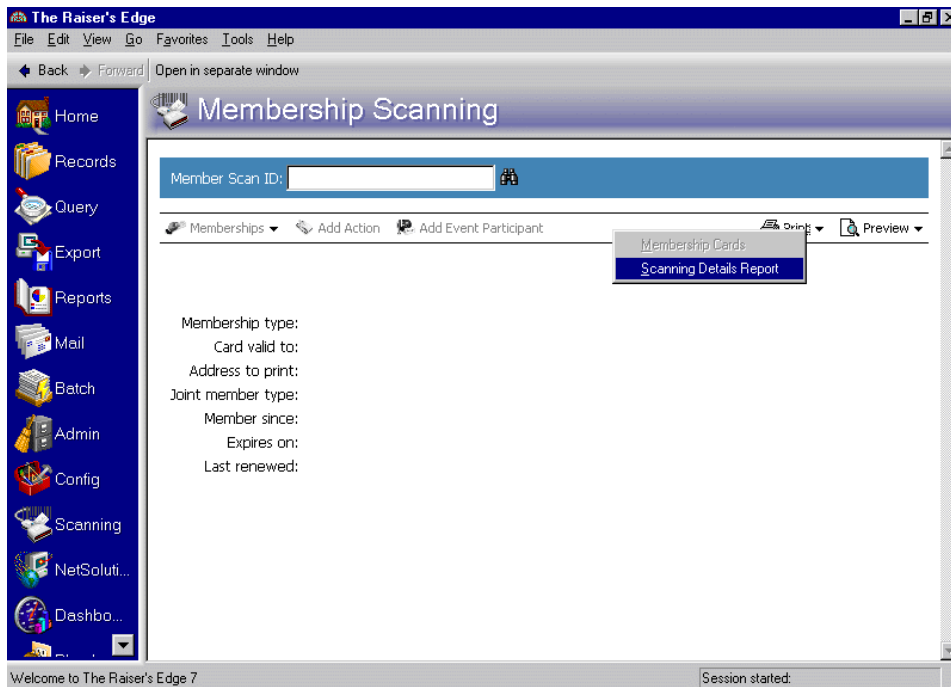 The Raiser's Edge
File Edit View Go Favorites Tools Help
Back Forward Open in separate window
Home
Records
Query
Export
Reports
Mail
Batch
Admin
Config
Scanning
NetSoluti...
Dashbo...
Membership Scanning
Member Scan ID:
Memberships Add Action Add Event Participant Print Preview
Membership Cards
Scanning Details Report
Membership type:
Card valid to:
Address to print:
Joint member type:
Member since:
Expires on:
Last renewed:
Welcome to The Raiser's Edge 7 Session started: